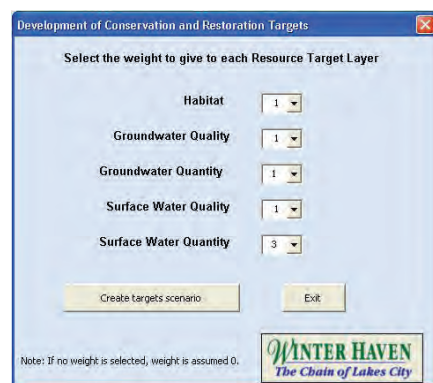 Development of Conservation and Restoration Targets
Select the weight to give to each Resource Target Layer
Habitat 1
Groundwater Quality 1
Groundwater Quantity 1
Surface Water Quality 1
Surface Water Quantity 3
Create targets scenario Exit
Note: If no weight is selected, weight is assumed 0.
WINTER HAVEN
The Chain of Lakes City